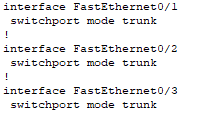 interface FastEthernet0/1
 switchport mode trunk
!
interface FastEthernet0/2
 switchport mode trunk
!
interface FastEthernet0/3
 switchport mode trunk